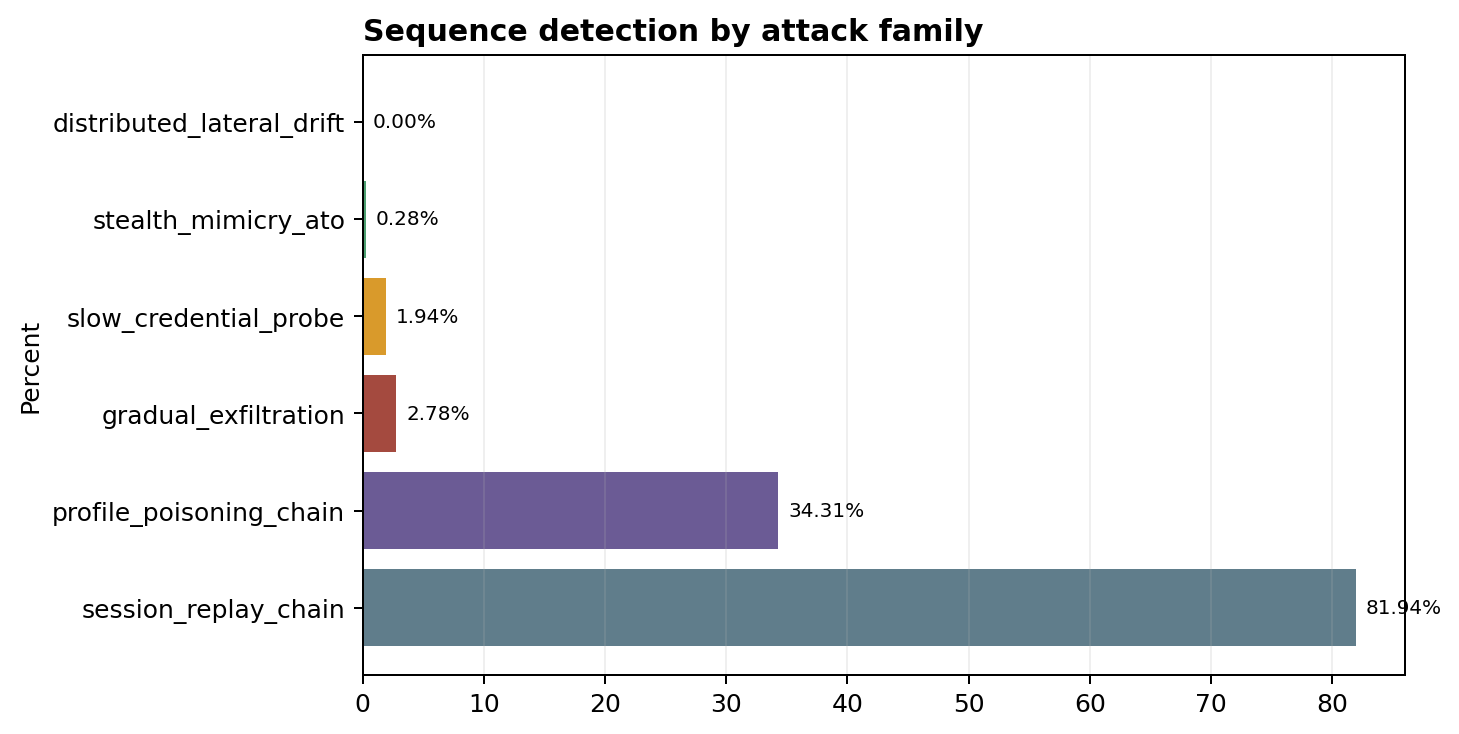 Sequence detection by attack family
distributed_lateral_drift 0.00%
stealth_mimicry_ato 0.28%
slow_credential_probe 1.94%
gradual_exfiltration 2.78%
profile_poisoning_chain 34.31%
session_replay_chain 81.94%
Percent
0 10 20 30 40 50 60 70 80